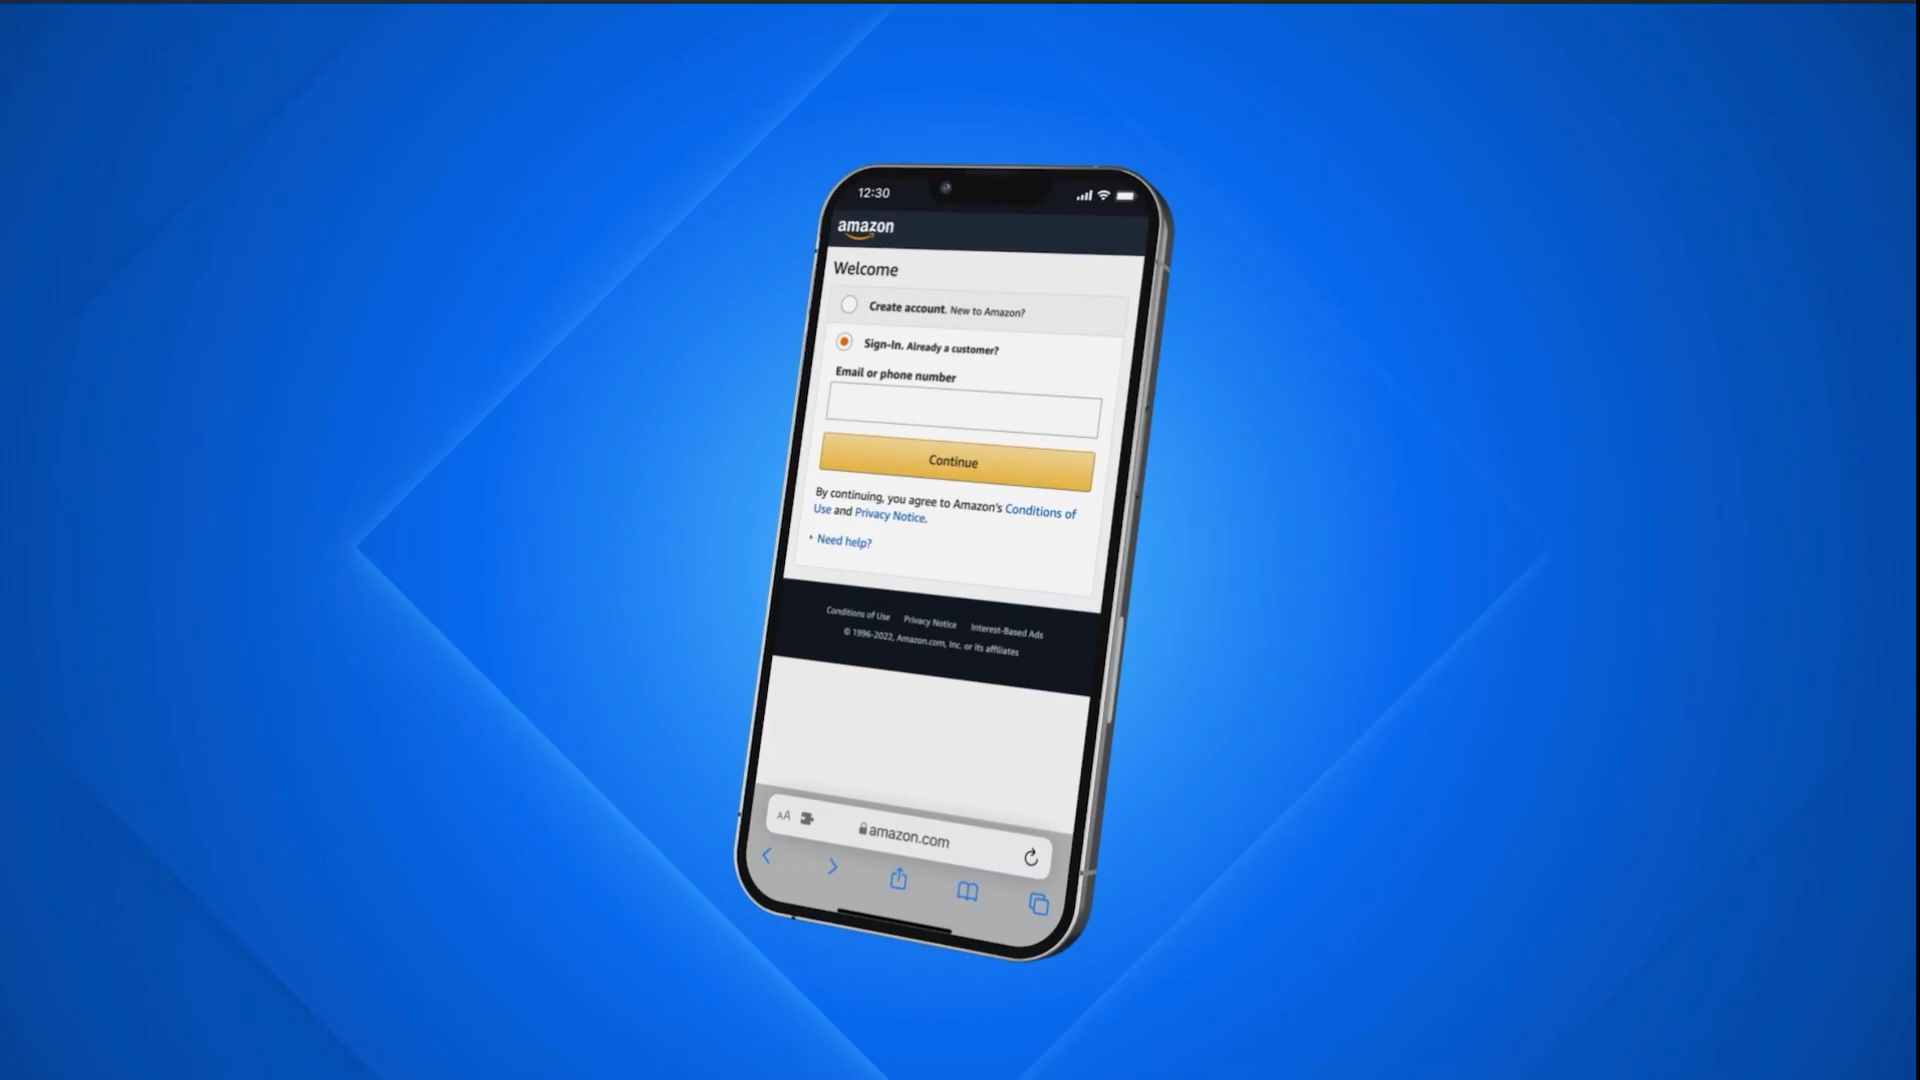 12:30
amazon
Welcome
Create account. New to Amazon?
Sign-In. Already a customer?
Email or phone number
Continue
By continuing, you agree to Amazon's Conditions of
Use and Privacy Notice.
Need help?
Conditions of Use Privacy Notice Interest-Based Ads
© 1996-2022, Amazon.com, Inc. or its affiliates
AA amazon.com